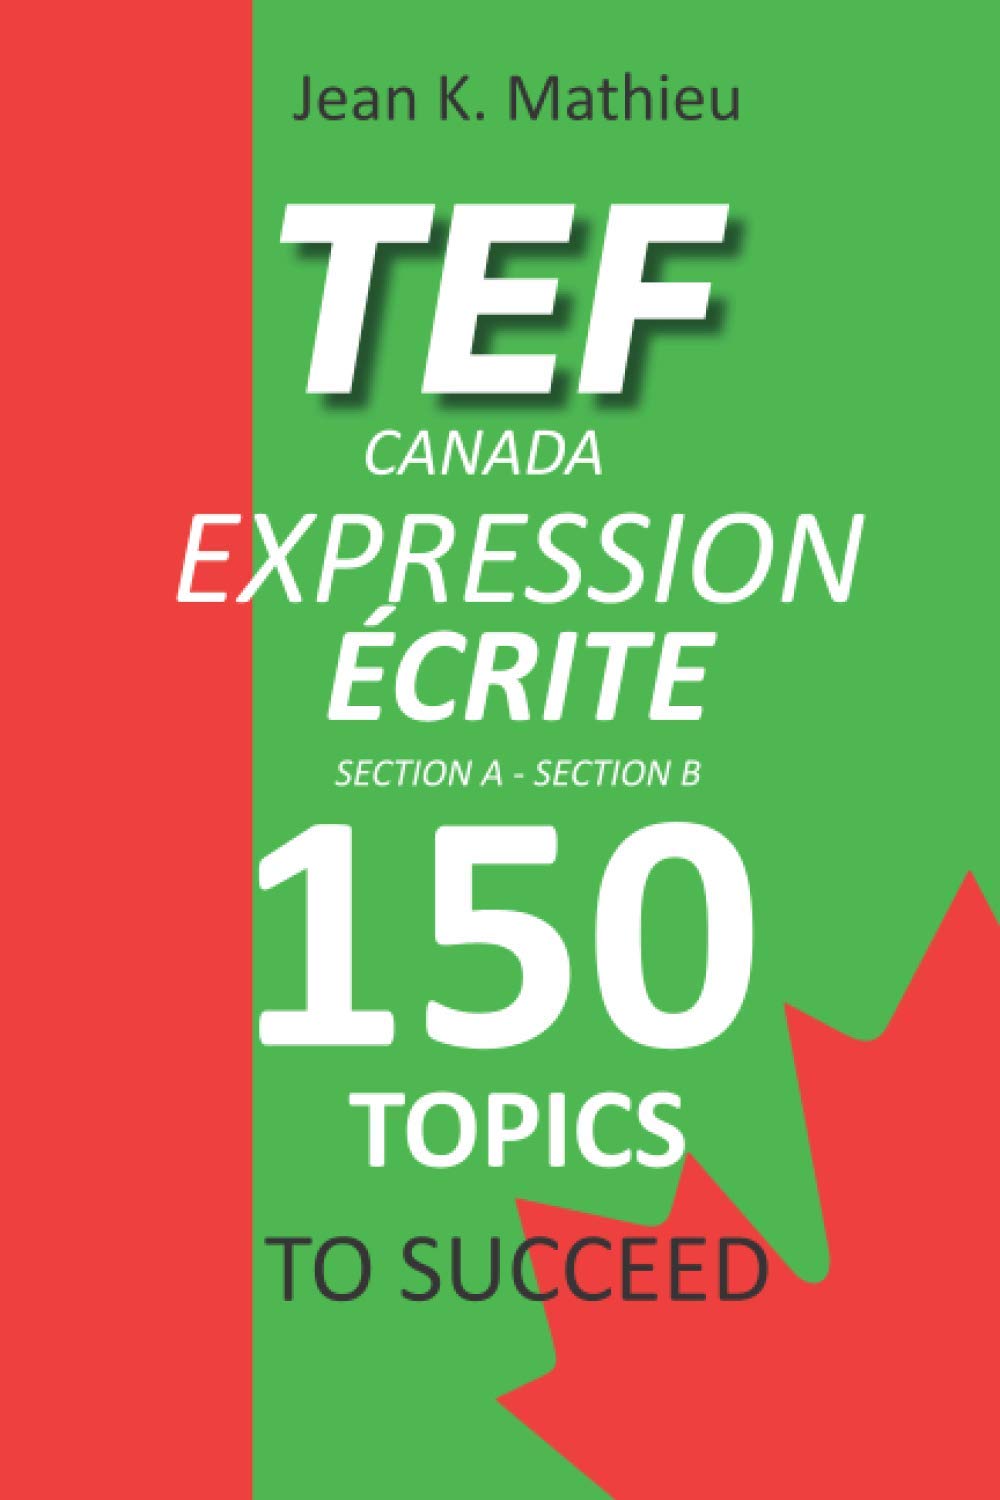 Jean K. Mathieu
TEF
CANADA
EXPRESSION
ÉCRITE
SECTION A - SECTION B
150
TOPICS
TO SUCCEED